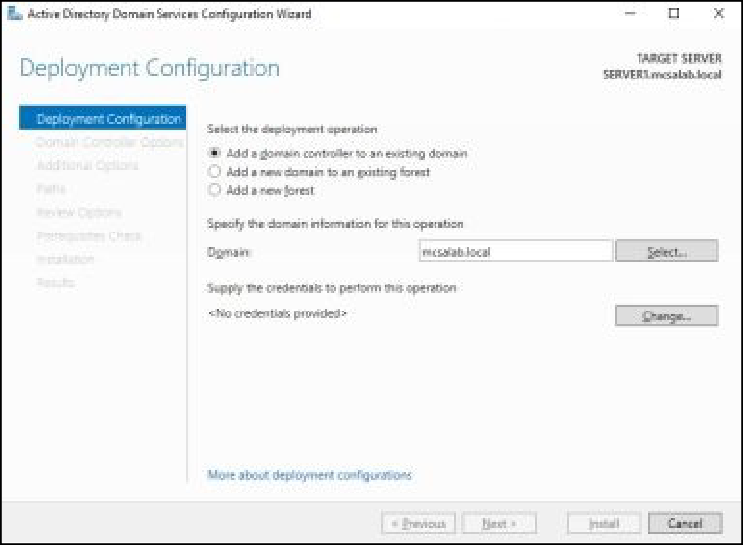 Active Directory Domain Services Configuration Wizard
Deployment Configuration
TARGET SERVER
SERVER1.mcsalab.local
Deployment Configuration
Domain Controller Options
Additional Options
Paths
Review Options
Prerequisites Check
Installation
Results
Select the deployment operation
Add a domain controller to an existing domain
Add a new domain to an existing forest
Add a new forest
Specify the domain information for this operation
Domain: mcsalab.local Select...
Supply the credentials to perform this operation
<No credentials provided> Change...
More about deployment configurations
< Previous Next > Install Cancel